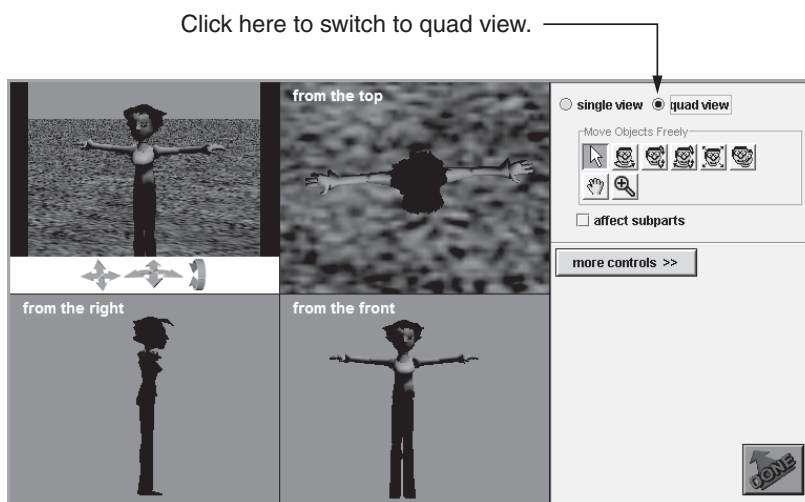 Click here to switch to quad view.
from the top
single view quad view
Move Objects Freely
affect subparts
more controls >>
from the right
from the front
DONE